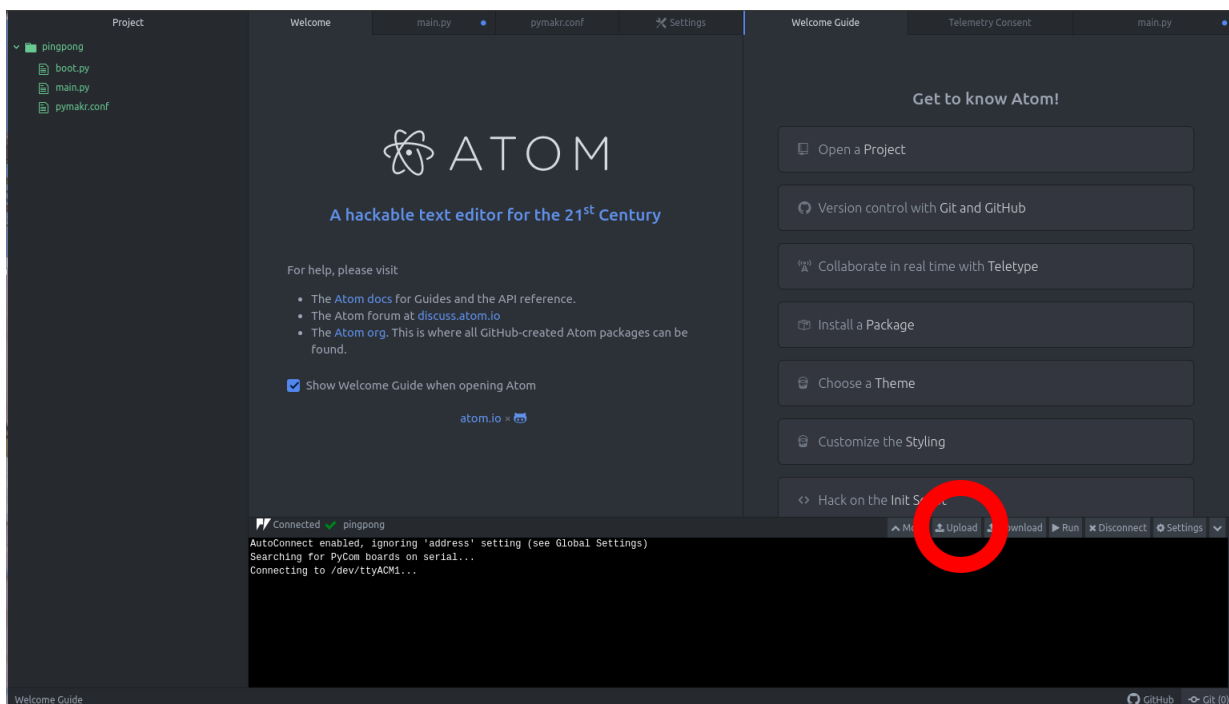 Project
pingpong
boot.py
main.py
pymakr.conf
Welcome
main.py
pymakr.conf
Settings
ATOM
A hackable text editor for the 21st Century
For help, please visit
• The Atom docs for Guides and the API reference.
• The Atom forum at discuss.atom.io
• The Atom org. This is where all GitHub-created Atom packages can be
found.
Show Welcome Guide when opening Atom
atom.io ×
Welcome Guide
Telemetry Consent
main.py
Get to know Atom!
Open a Project
Version control with Git and GitHub
Collaborate in real time with Teletype
Install a Package
Choose a Theme
Customize the Styling
Hack on the Init
Connected pingpong
Upload Run Disconnect Settings
AutoConnect enabled, ignoring 'address' setting (see Global Settings)
Searching for PyCom boards on serial...
Connecting to /dev/ttyACM1...
Welcome Guide
GitHub Git (0)